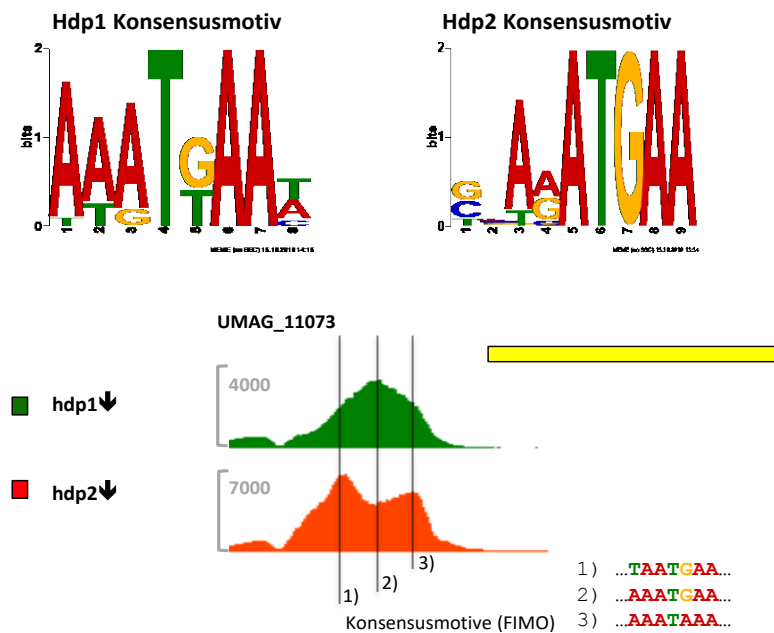 Hdp1 Konsensusmotiv
Hdp2 Konsensusmotiv
2
bits
1
0
A A A T G A A T
T T G T A C
1 2 3 4 5 6 7 8
2
bits
1
0
G A A A T G A A
C T G
1 2 3 4 5 6 7 8 9
UMAG_11073
4000
hdp1↓
7000
hdp2↓
1)
2)
3)
Konsensusmotive (FIMO)
1) …TAATGAA…
2) …AAATGAA…
3) …AAATAAA…